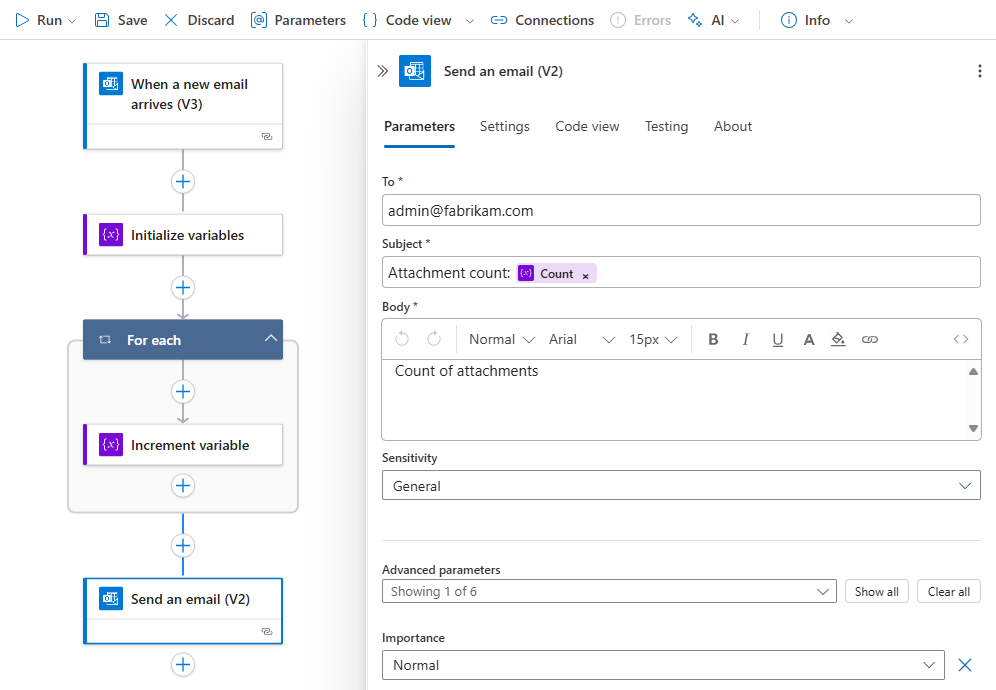 Run Save Discard Parameters { } Code view Connections Errors AI Info
When a new email
arrives (V3)
{x} Initialize variables
For each
{x} Increment variable
Send an email (V2)
Send an email (V2)
Parameters Settings Code view Testing About
To *
admin@fabrikam.com
Subject *
Attachment count: {x} Count ×
Body *
Normal Arial 15px B I U A <>
Count of attachments
Sensitivity
General
Advanced parameters
Showing 1 of 6 Show all Clear all
Importance
Normal